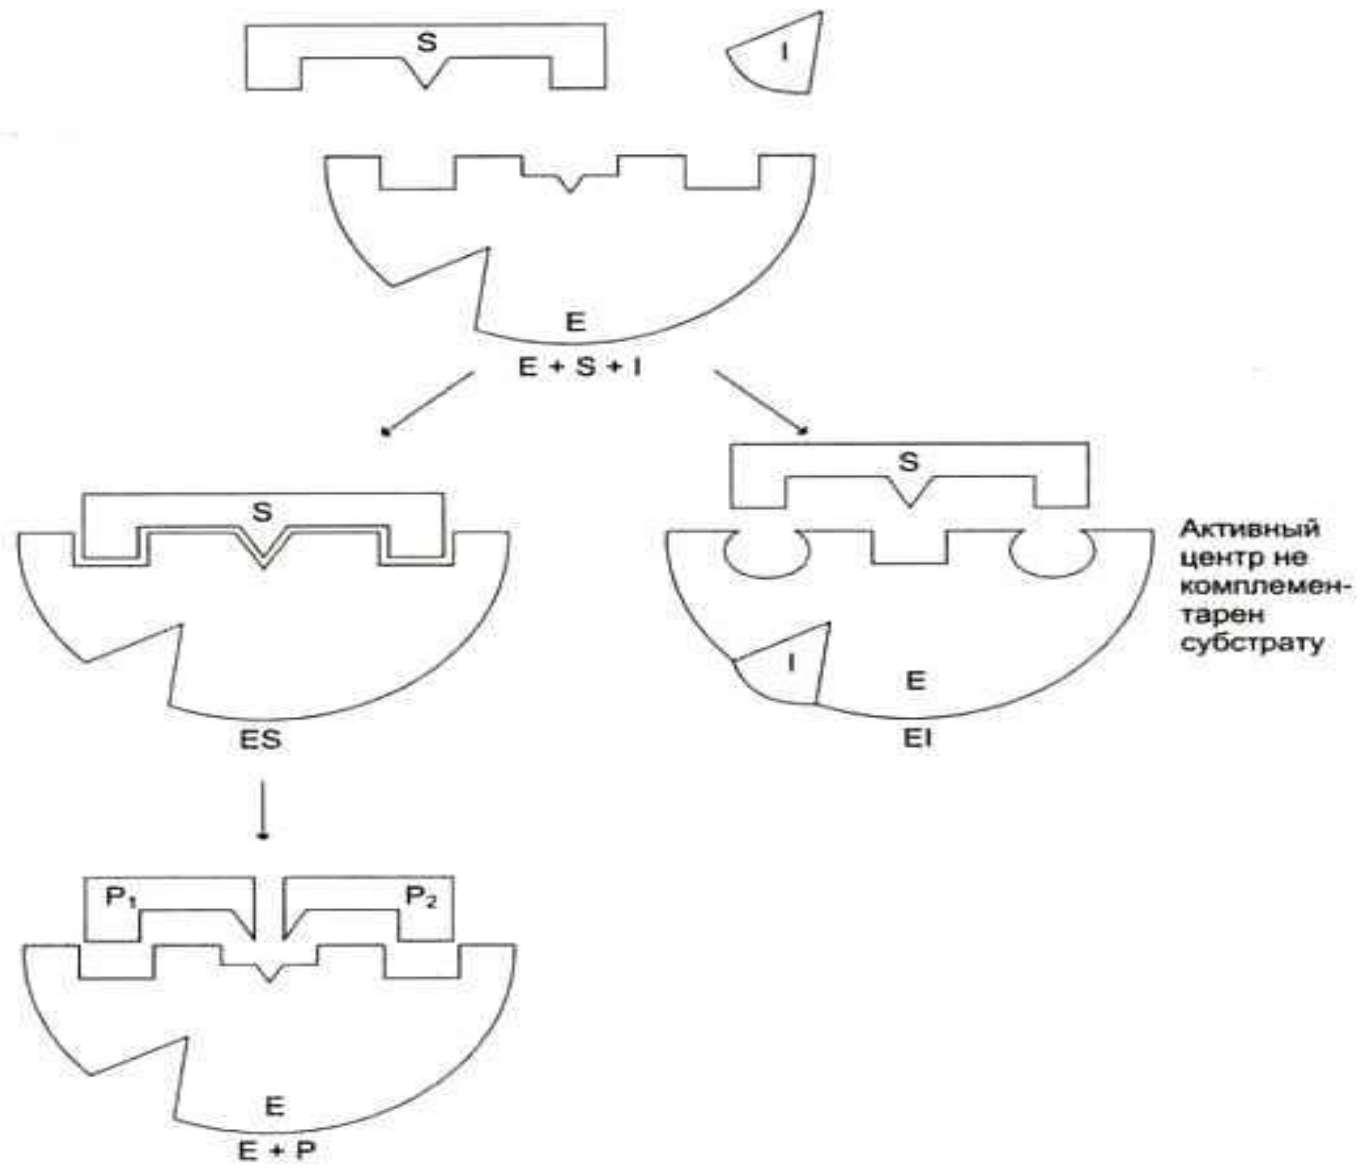 S
I
E
E + S + I
S
S
Активный
центр не
комплемен-
тарен
субстрату
I
E
ES
EI
P₁
P₂
E
E + P